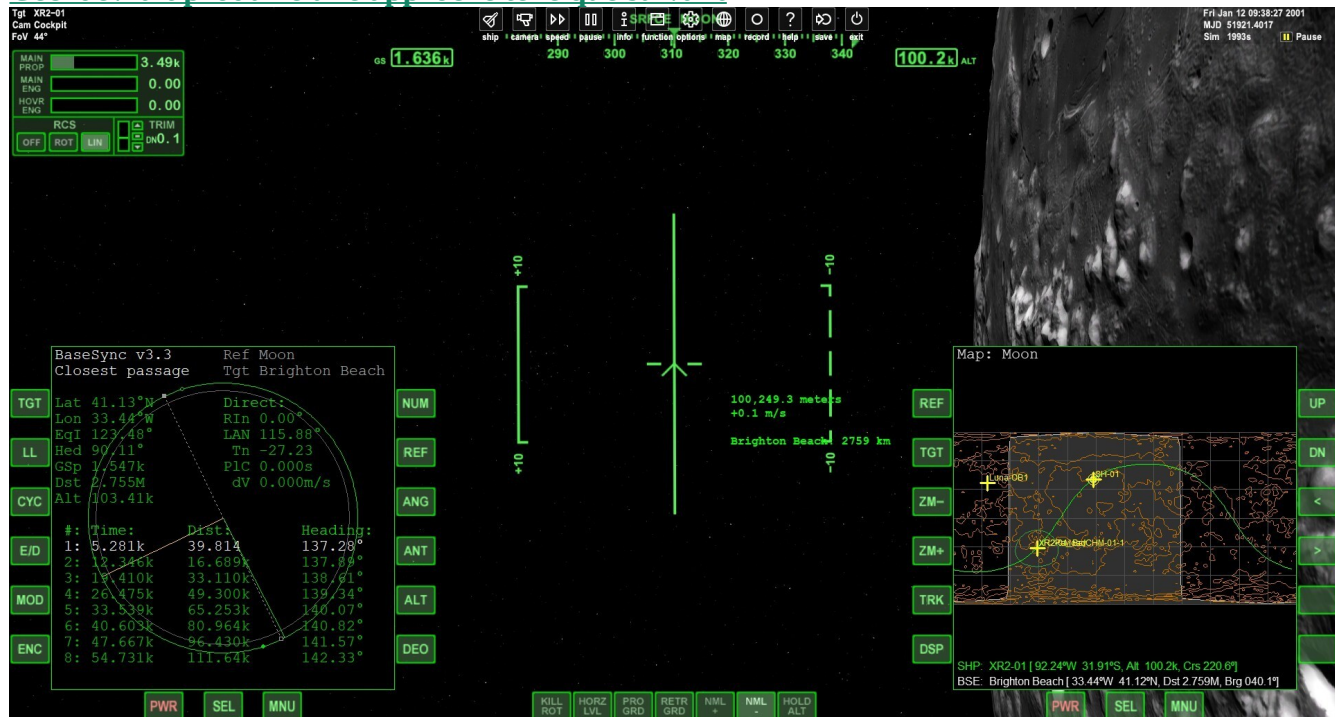 Tgt XR2-01
Cam Cockpit
FoV 44°
ship camera speed pause info function options map record help save exit
Fri Jan 12 09:38:27 2001
MJD 51921.4017
Sim 1993s
Pause
GS 1.636k
290 300 310 320 330 340
100.2k ALT
MAIN PROP 3.49k
MAIN ENG 0.00
HOVR ENG 0.00
RCS
OFF ROT LIN
TRIM
DN 0.1
+10 -10
+10 -10
100,249.3 meters
+0.1 m/s
Brighton Beach 2759 km
BaseSync v3.3 Ref Moon
Closest passage Tgt Brighton Beach
Lat 41.13°N Direct:
Lon 33.44°W RIn 0.00°
EqI 123.48° LAN 115.88°
Hed 90.11° Tn -27.23
GSp 1.547k PlC 0.000s
Dst 2.755M dV 0.000m/s
Alt 103.41k
#: Time: Dist: Heading:
1: 5.281k 39.814 137.28°
2: 12.346k 16.689k 137.89°
3: 19.410k 33.110k 138.61°
4: 26.475k 49.300k 139.34°
5: 33.539k 65.253k 140.07°
6: 40.603k 80.964k 140.82°
7: 47.667k 96.430k 141.57°
8: 54.731k 111.64k 142.33°
TGT
LL
CYC
E/D
MOD
ENC
NUM
REF
ANG
ANT
ALT
DEO
PWR SEL MNU
KILL ROT
HORZ LVL
PRO GRD
RETR GRD
NML +
NML -
HOLD ALT
Map: Moon
Luna-OB1
SH-01
REF
TGT
ZM-
ZM+
TRK
DSP
UP
DN
<
>
SHP: XR2-01 [ 92.24°W 31.91°S, Alt 100.2k, Crs 220.6°]
BSE: Brighton Beach [ 33.44°W 41.12°N, Dst 2.759M, Brg 040.1°]
PWR SEL MNU